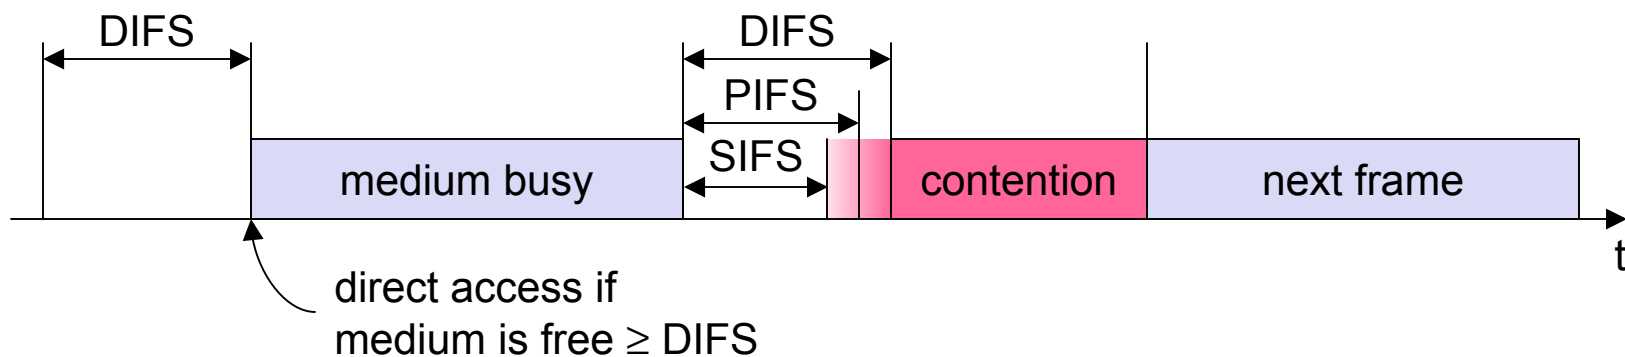 DIFS
DIFS
PIFS
SIFS
medium busy
contention
next frame
t
direct access if
medium is free ≥ DIFS